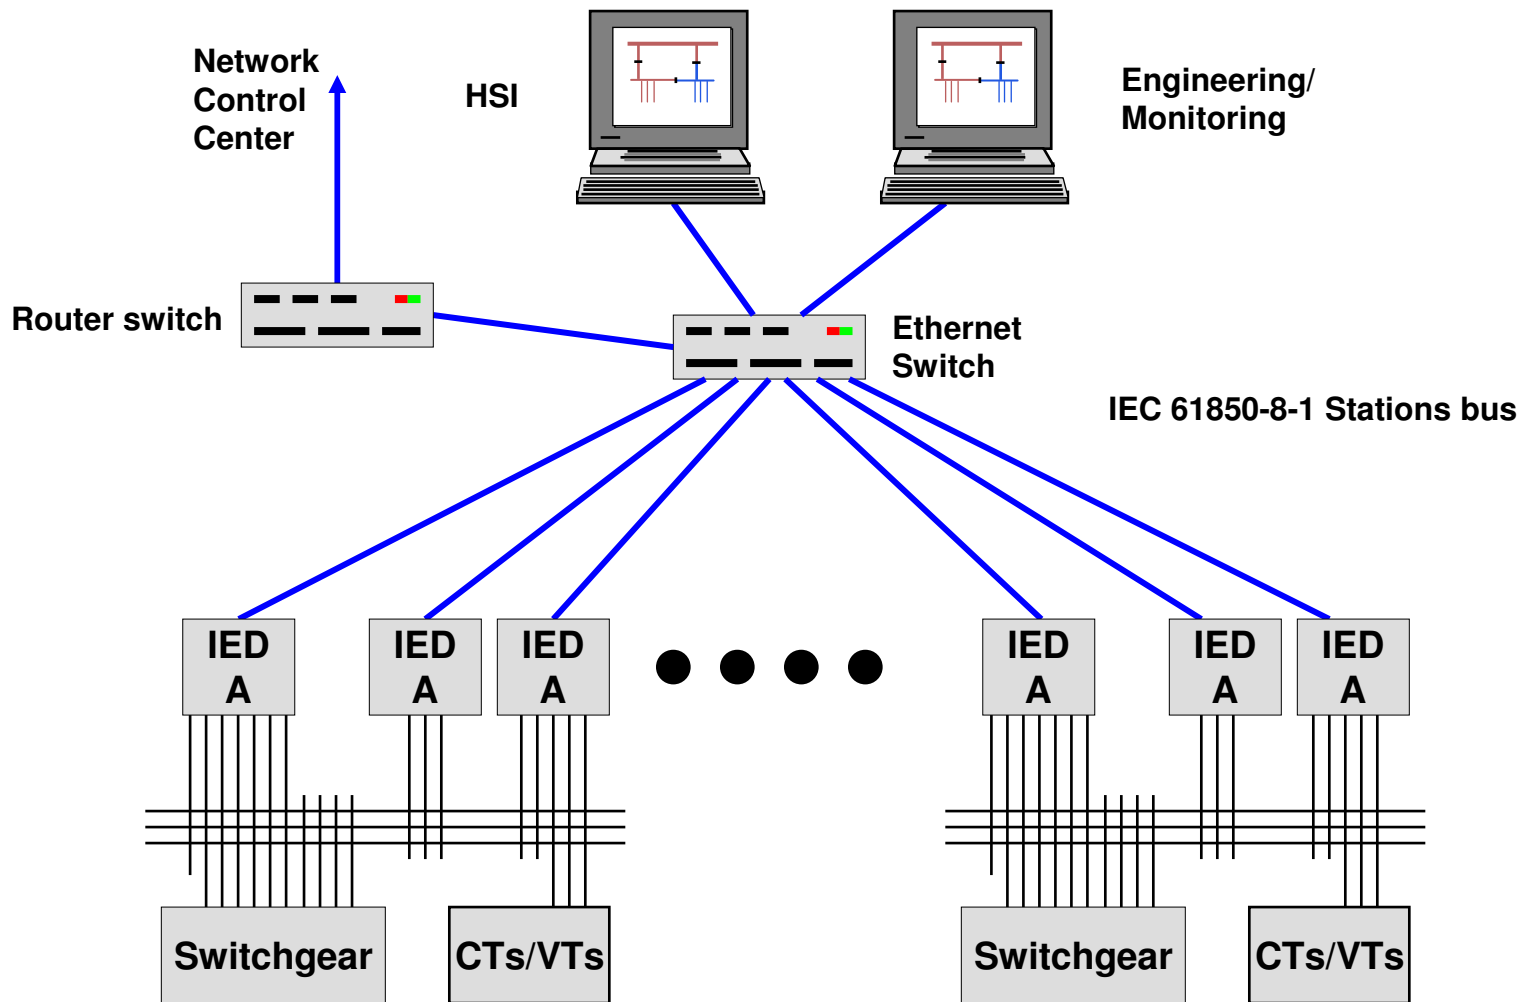 Network
Control
Center
HSI
Engineering/
Monitoring
Router switch
Ethernet
Switch
IEC 61850-8-1 Stations bus
IED
A
IED
A
IED
A
IED
A
IED
A
IED
A
Switchgear
CTs/VTs
Switchgear
CTs/VTs